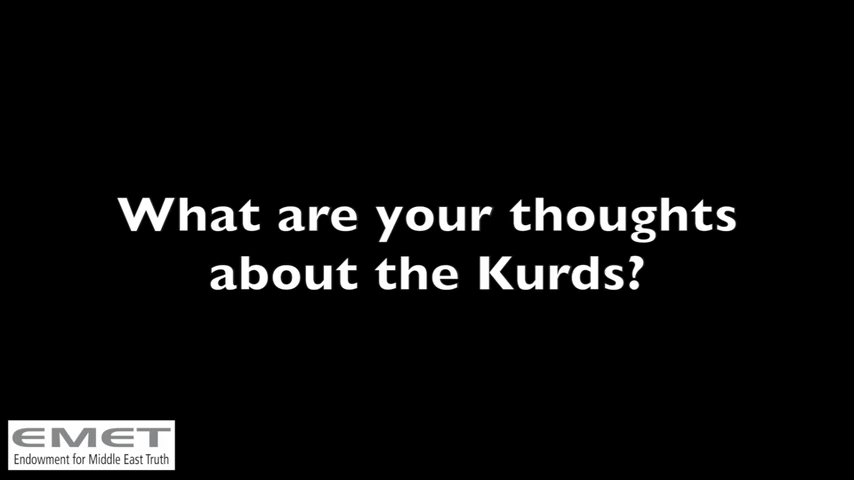 What are your thoughts
about the Kurds?
EMET
Endowment for Middle East Truth